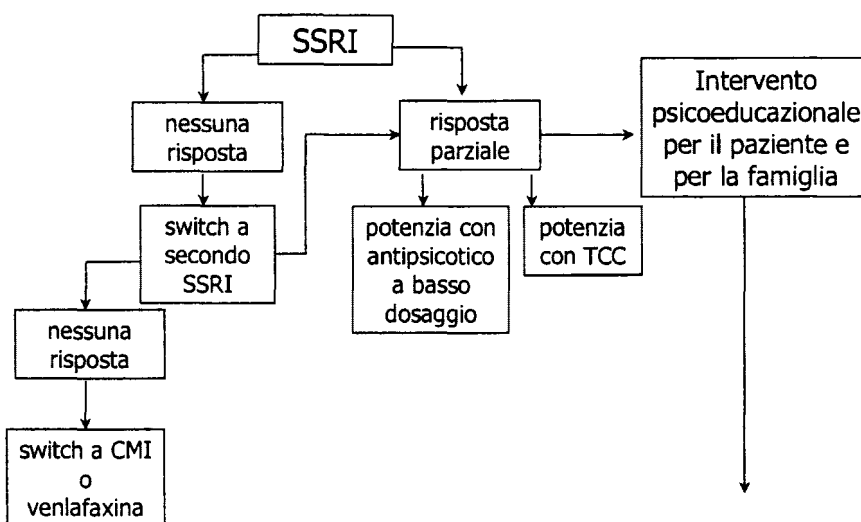 SSRI
nessuna
risposta
risposta
parziale
Intervento
psicoeducazionale
per il paziente e
per la famiglia
switch a
secondo
SSRI
potenzia con
antipsicotico
a basso
dosaggio
potenzia
con TCC
nessuna
risposta
switch a CMI
o
venlafaxina